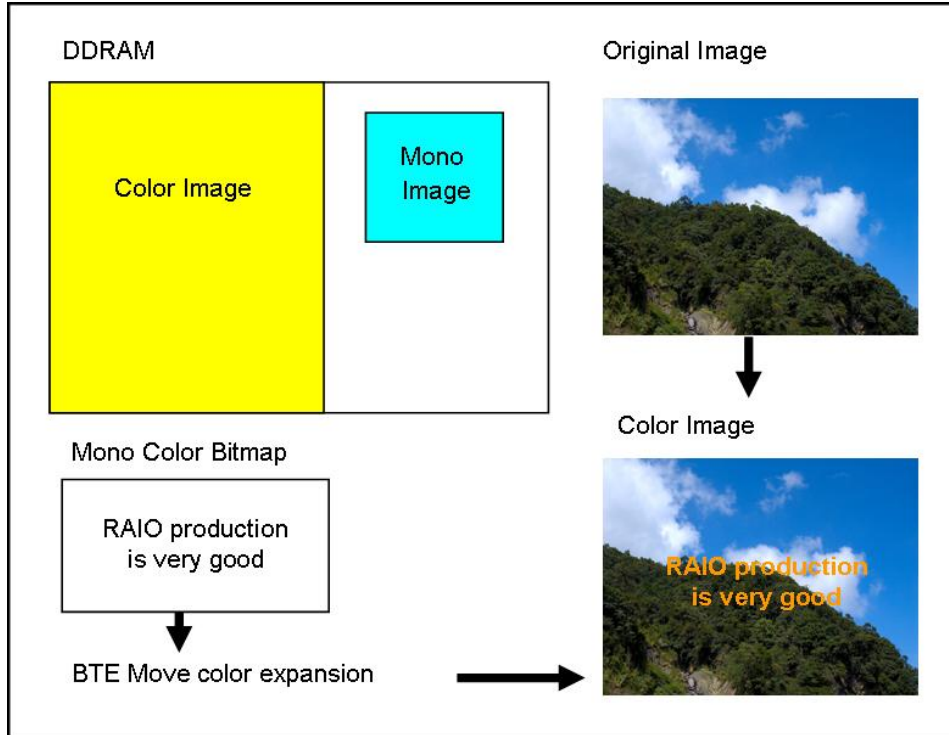 DDRAM
Original Image
Color Image
Mono
Image
Color Image
Mono Color Bitmap
RAIO production
is very good
RAIO production
is very good
BTE Move color expansion